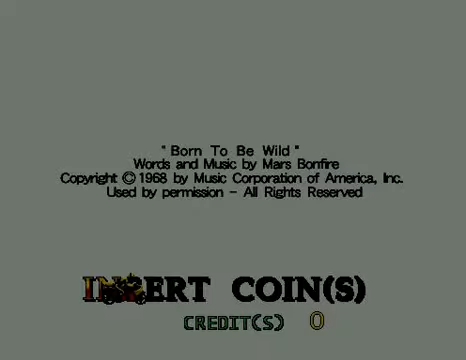 " Born To Be Wild "
Words and Music by Mars Bonfire
Copyright © 1968 by Music Corporation of America, Inc.
Used by permission - All Rights Reserved
INSERT COIN(S)
CREDIT(S) 0